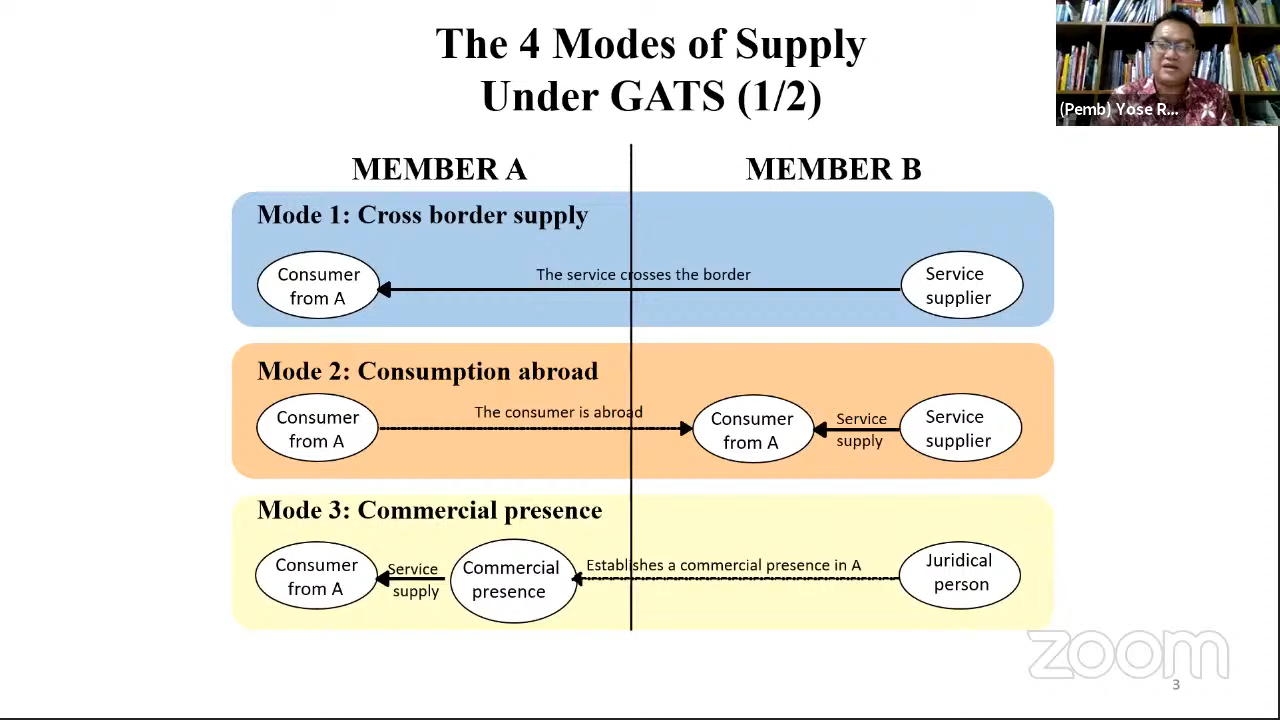 The 4 Modes of Supply
Under GATS (1/2)
(Pemb) Yose R...
MEMBER A
MEMBER B
Mode 1: Cross border supply
Consumer
from A
The service crosses the border
Service
supplier
Mode 2: Consumption abroad
Consumer
from A
The consumer is abroad
Consumer
from A
Service
supply
Service
supplier
Mode 3: Commercial presence
Consumer
from A
Service
supply
Commercial
presence
Establishes a commercial presence in A
Juridical
person
zoom
3